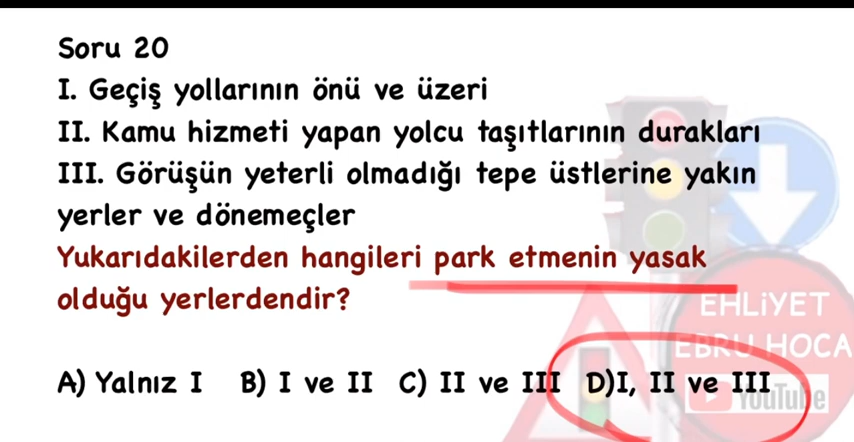 Soru 20
I. Geçiş yollarının önü ve üzeri
II. Kamu hizmeti yapan yolcu taşıtlarının durakları
III. Görüşün yeterli olmadığı tepe üstlerine yakın
yerler ve dönemeçler
Yukarıdakilerden hangileri park etmenin yasak
olduğu yerlerdendir?
EHLİYET
EBRU HOCA
A) Yalnız I B) I ve II C) II ve III D)I, II ve III
YouTube